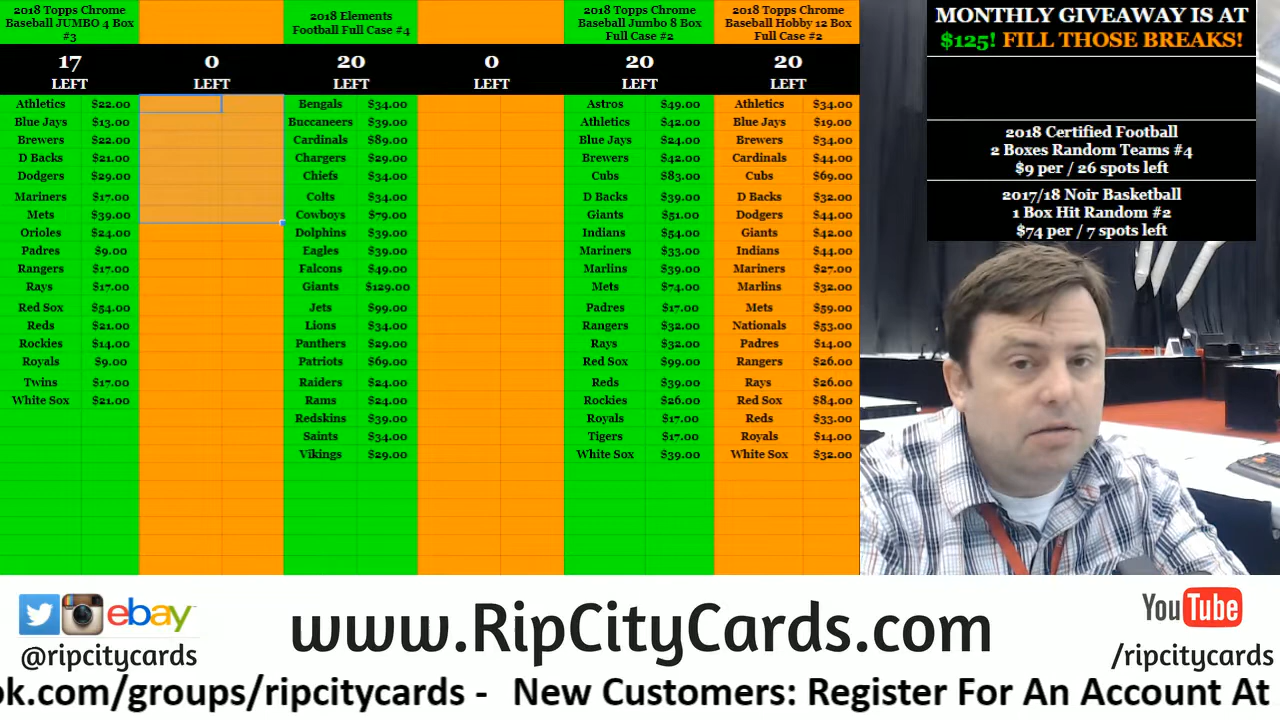 2018 Topps Chrome
Baseball JUMBO 4 Box
#3
17
LEFT
Athletics $22.00
Blue Jays $13.00
Brewers $22.00
D Backs $21.00
Dodgers $29.00
Mariners $17.00
Mets $39.00
Orioles $24.00
Padres $9.00
Rangers $17.00
Rays $17.00
Red Sox $54.00
Reds $21.00
Rockies $14.00
Royals $9.00
Twins $17.00
White Sox $21.00
0
LEFT
2018 Elements
Football Full Case #4
20
LEFT
Bengals $34.00
Buccaneers $39.00
Cardinals $89.00
Chargers $29.00
Chiefs $34.00
Colts $34.00
Cowboys $79.00
Dolphins $39.00
Eagles $39.00
Falcons $49.00
Giants $129.00
Jets $99.00
Lions $34.00
Panthers $29.00
Patriots $69.00
Raiders $24.00
Rams $24.00
Redskins $39.00
Saints $34.00
Vikings $29.00
0
LEFT
2018 Topps Chrome
Baseball Jumbo 8 Box
Full Case #2
20
LEFT
Astros $49.00
Athletics $42.00
Blue Jays $24.00
Brewers $42.00
Cubs $83.00
D Backs $39.00
Giants $51.00
Indians $54.00
Mariners $33.00
Marlins $39.00
Mets $74.00
Padres $17.00
Rangers $32.00
Rays $32.00
Red Sox $99.00
Reds $39.00
Rockies $26.00
Royals $17.00
Tigers $17.00
White Sox $39.00
2018 Topps Chrome
Baseball Hobby 12 Box
Full Case #2
20
LEFT
Athletics $34.00
Blue Jays $19.00
Brewers $34.00
Cardinals $44.00
Cubs $69.00
D Backs $32.00
Dodgers $44.00
Giants $42.00
Indians $44.00
Mariners $27.00
Marlins $32.00
Mets $59.00
Nationals $53.00
Padres $14.00
Rangers $26.00
Rays $26.00
Red Sox $84.00
Reds $33.00
Royals $14.00
White Sox $32.00
MONTHLY GIVEAWAY IS AT
$125! FILL THOSE BREAKS!
2018 Certified Football
2 Boxes Random Teams #4
$9 per / 26 spots left
2017/18 Noir Basketball
1 Box Hit Random #2
$74 per / 7 spots left
ebay
@ripcitycards
www.RipCityCards.com
YouTube
/ripcitycards
ok.com/groups/ripcitycards - New Customers: Register For An Account At